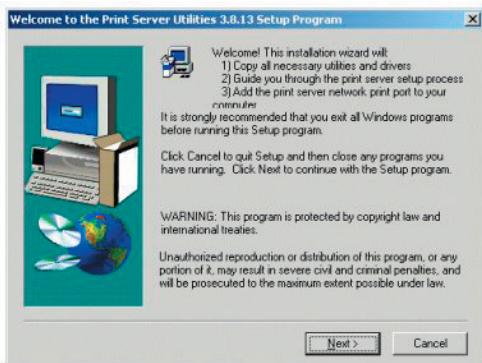 Welcome to the Print Server Utilities 3.8.13 Setup Program
Welcome! This installation wizard will:
1) Copy all necessary utilities and drivers
2) Guide you through the print server setup process
3) Add the print server network print port to your
computer
It is strongly recommended that you exit all Windows programs
before running this Setup program.
Click Cancel to quit Setup and then close any programs you
have running. Click Next to continue with the Setup program.
WARNING: This program is protected by copyright law and
international treaties.
Unauthorized reproduction or distribution of this program, or any
portion of it, may result in severe civil and criminal penalties, and
will be prosecuted to the maximum extent possible under law.
Next >
Cancel